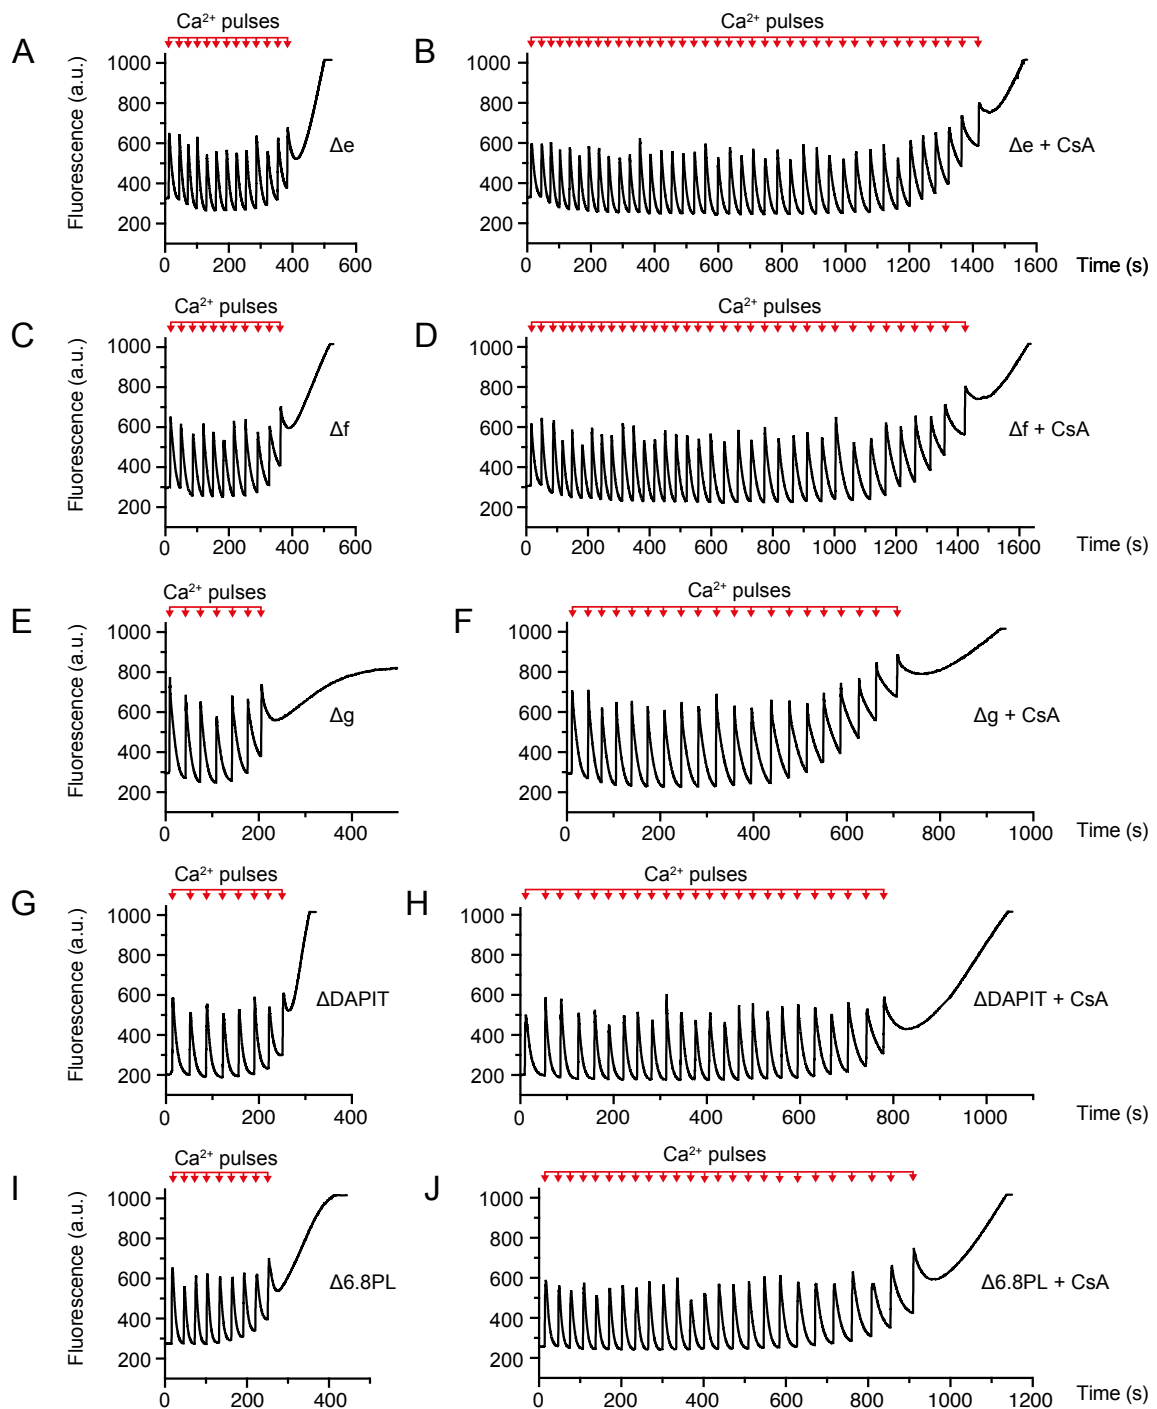 Ca²⁺ pulses
Ca²⁺ pulses
A
B
Fluorescence (a.u.)
1000
800
600
400
200
Δe
0 200 400 600
1000
800
600
400
200
Δe + CsA
0 200 400 600 800 1000 1200 1400 1600
Time (s)
Ca²⁺ pulses
Ca²⁺ pulses
C
D
Fluorescence (a.u.)
1000
800
600
400
200
Δf
0 200 400 600
1000
800
600
400
200
Δf + CsA
0 200 400 600 800 1000 1200 1400 1600
Time (s)
Ca²⁺ pulses
Ca²⁺ pulses
E
F
Fluorescence (a.u.)
1000
800
600
400
200
Δg
0 200 400
1000
800
600
400
200
Δg + CsA
0 200 400 600 800 1000
Time (s)
Ca²⁺ pulses
Ca²⁺ pulses
G
H
Fluorescence (a.u.)
1000
800
600
400
200
ΔDAPIT
0 200 400
1000
800
600
400
200
ΔDAPIT + CsA
0 200 400 600 800 1000
Time (s)
Ca²⁺ pulses
Ca²⁺ pulses
I
J
Fluorescence (a.u.)
1000
800
600
400
200
Δ6.8PL
0 200 400
1000
800
600
400
200
Δ6.8PL + CsA
0 200 400 600 800 1000 1200
Time (s)